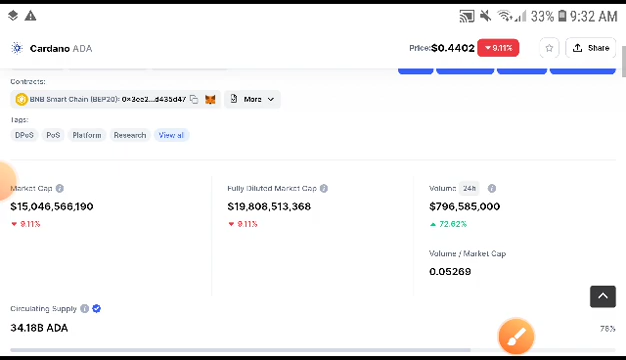 33% 9:32 AM
Cardano ADA
Price:$0.4402 ▼ 9.11% Share
Contracts:
BNB Smart Chain (BEP20): 0x3ee2...d435d47 More
Tags:
DPoS PoS Platform Research View all
Market Cap Fully Diluted Market Cap Volume 24h
$15,046,566,190 $19,808,513,368 $796,585,000
▼ 9.11% ▼ 9.11% ▲ 72.62%
Volume / Market Cap
0.05269
Circulating Supply
34.18B ADA 76%